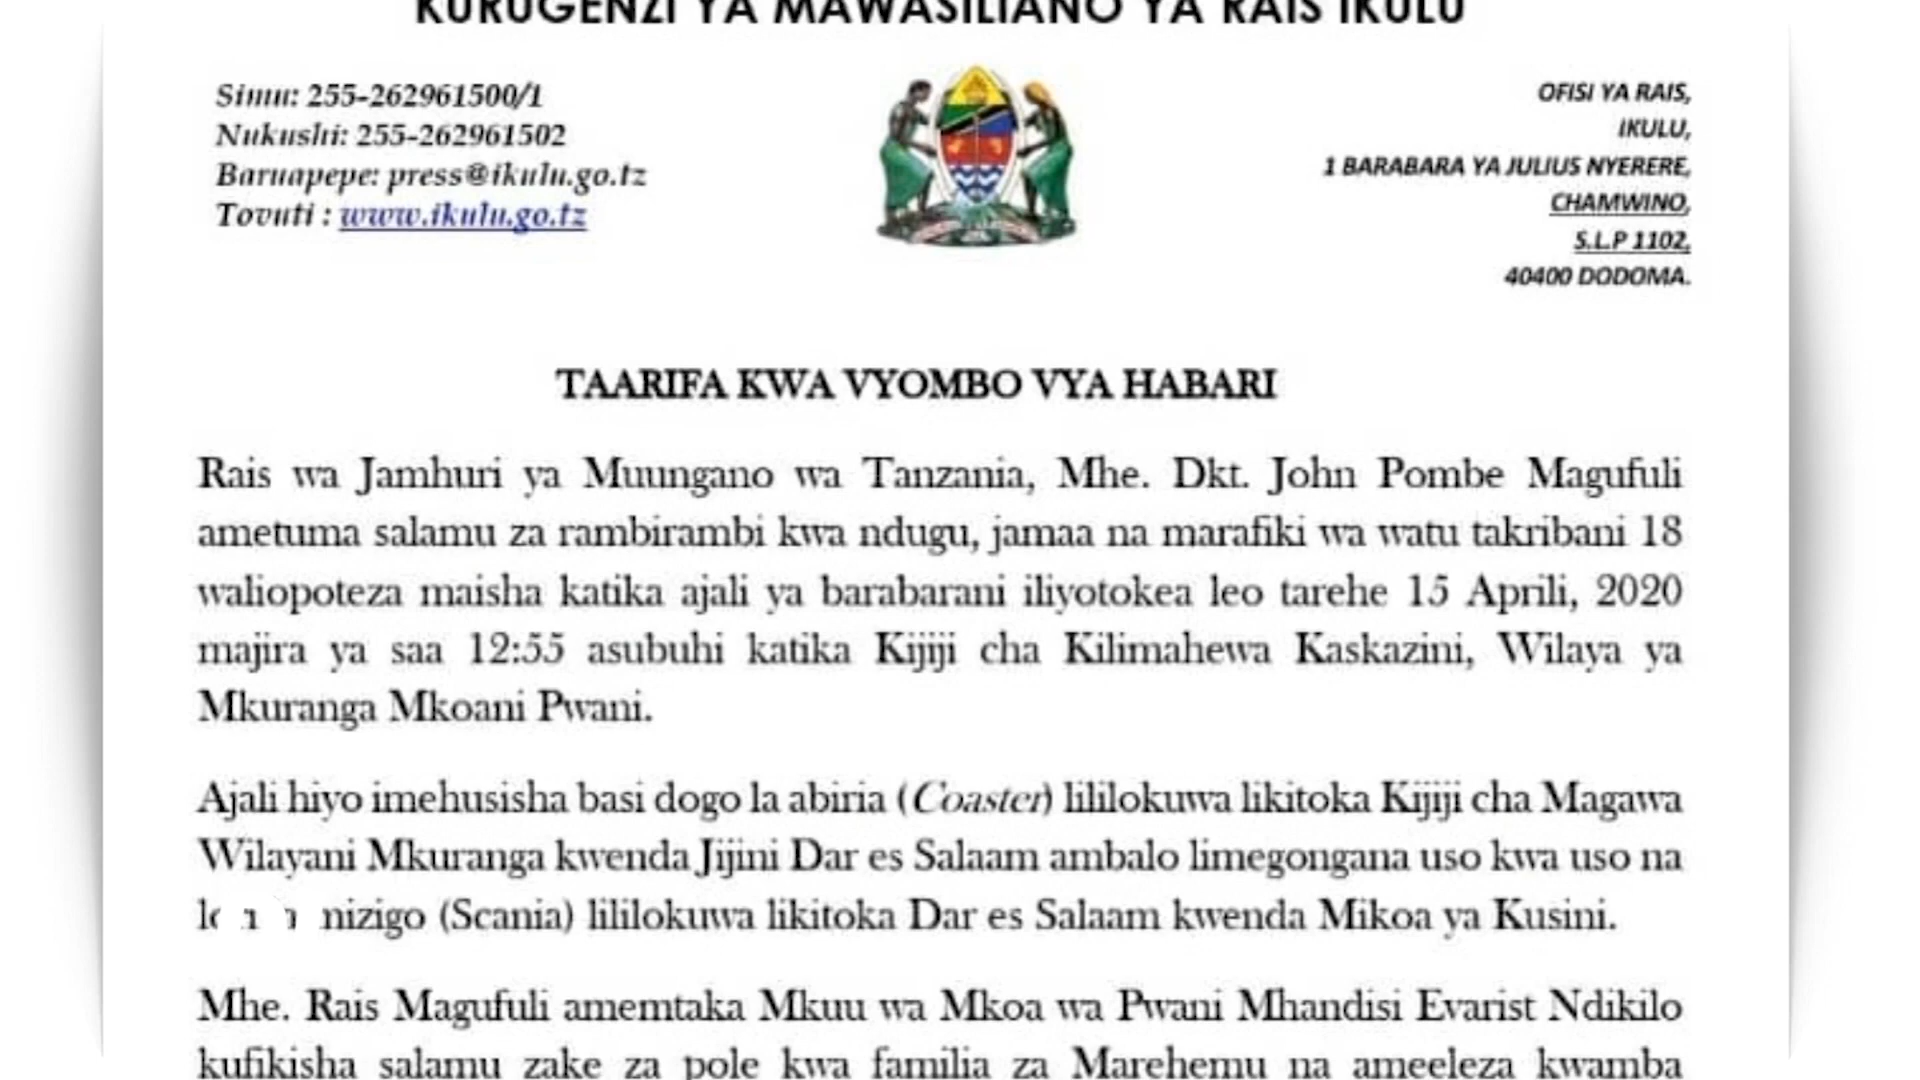 KURUGENZI YA MAWASILIANO YA RAIS IKULU
Simu: 255-262961500/1
Nukushi: 255-262961502
Baruapepe: press@ikulu.go.tz
Tovuti : www.ikulu.go.tz
OFISI YA RAIS,
IKULU,
1 BARABARA YA JULIUS NYERERE,
CHAMWINO,
S.L.P 1102,
40400 DODOMA.
TAARIFA KWA VYOMBO VYA HABARI
Rais wa Jamhuri ya Muungano wa Tanzania, Mhe. Dkt. John Pombe Magufuli
ametuma salamu za rambirambi kwa ndugu, jamaa na marafiki wa watu takribani 18
waliopoteza maisha katika ajali ya barabarani iliyotokea leo tarehe 15 Aprili, 2020
majira ya saa 12:55 asubuhi katika Kijiji cha Kilimahewa Kaskazini, Wilaya ya
Mkuranga Mkoani Pwani.
Ajali hiyo imehusisha basi dogo la abiria (Coaster) lililokuwa likitoka Kijiji cha Magawa
Wilayani Mkuranga kwenda Jijini Dar es Salaam ambalo limegongana uso kwa uso na
(Scania) lililokuwa likitoka Dar es Salaam kwenda Mikoa ya Kusini.
Mhe. Rais Magufuli amemtaka Mkuu wa Mkoa wa Pwani Mhandisi Evarist Ndikilo
kufikisha salamu zake za pole kwa familia za Marehemu na ameeleza kwamba